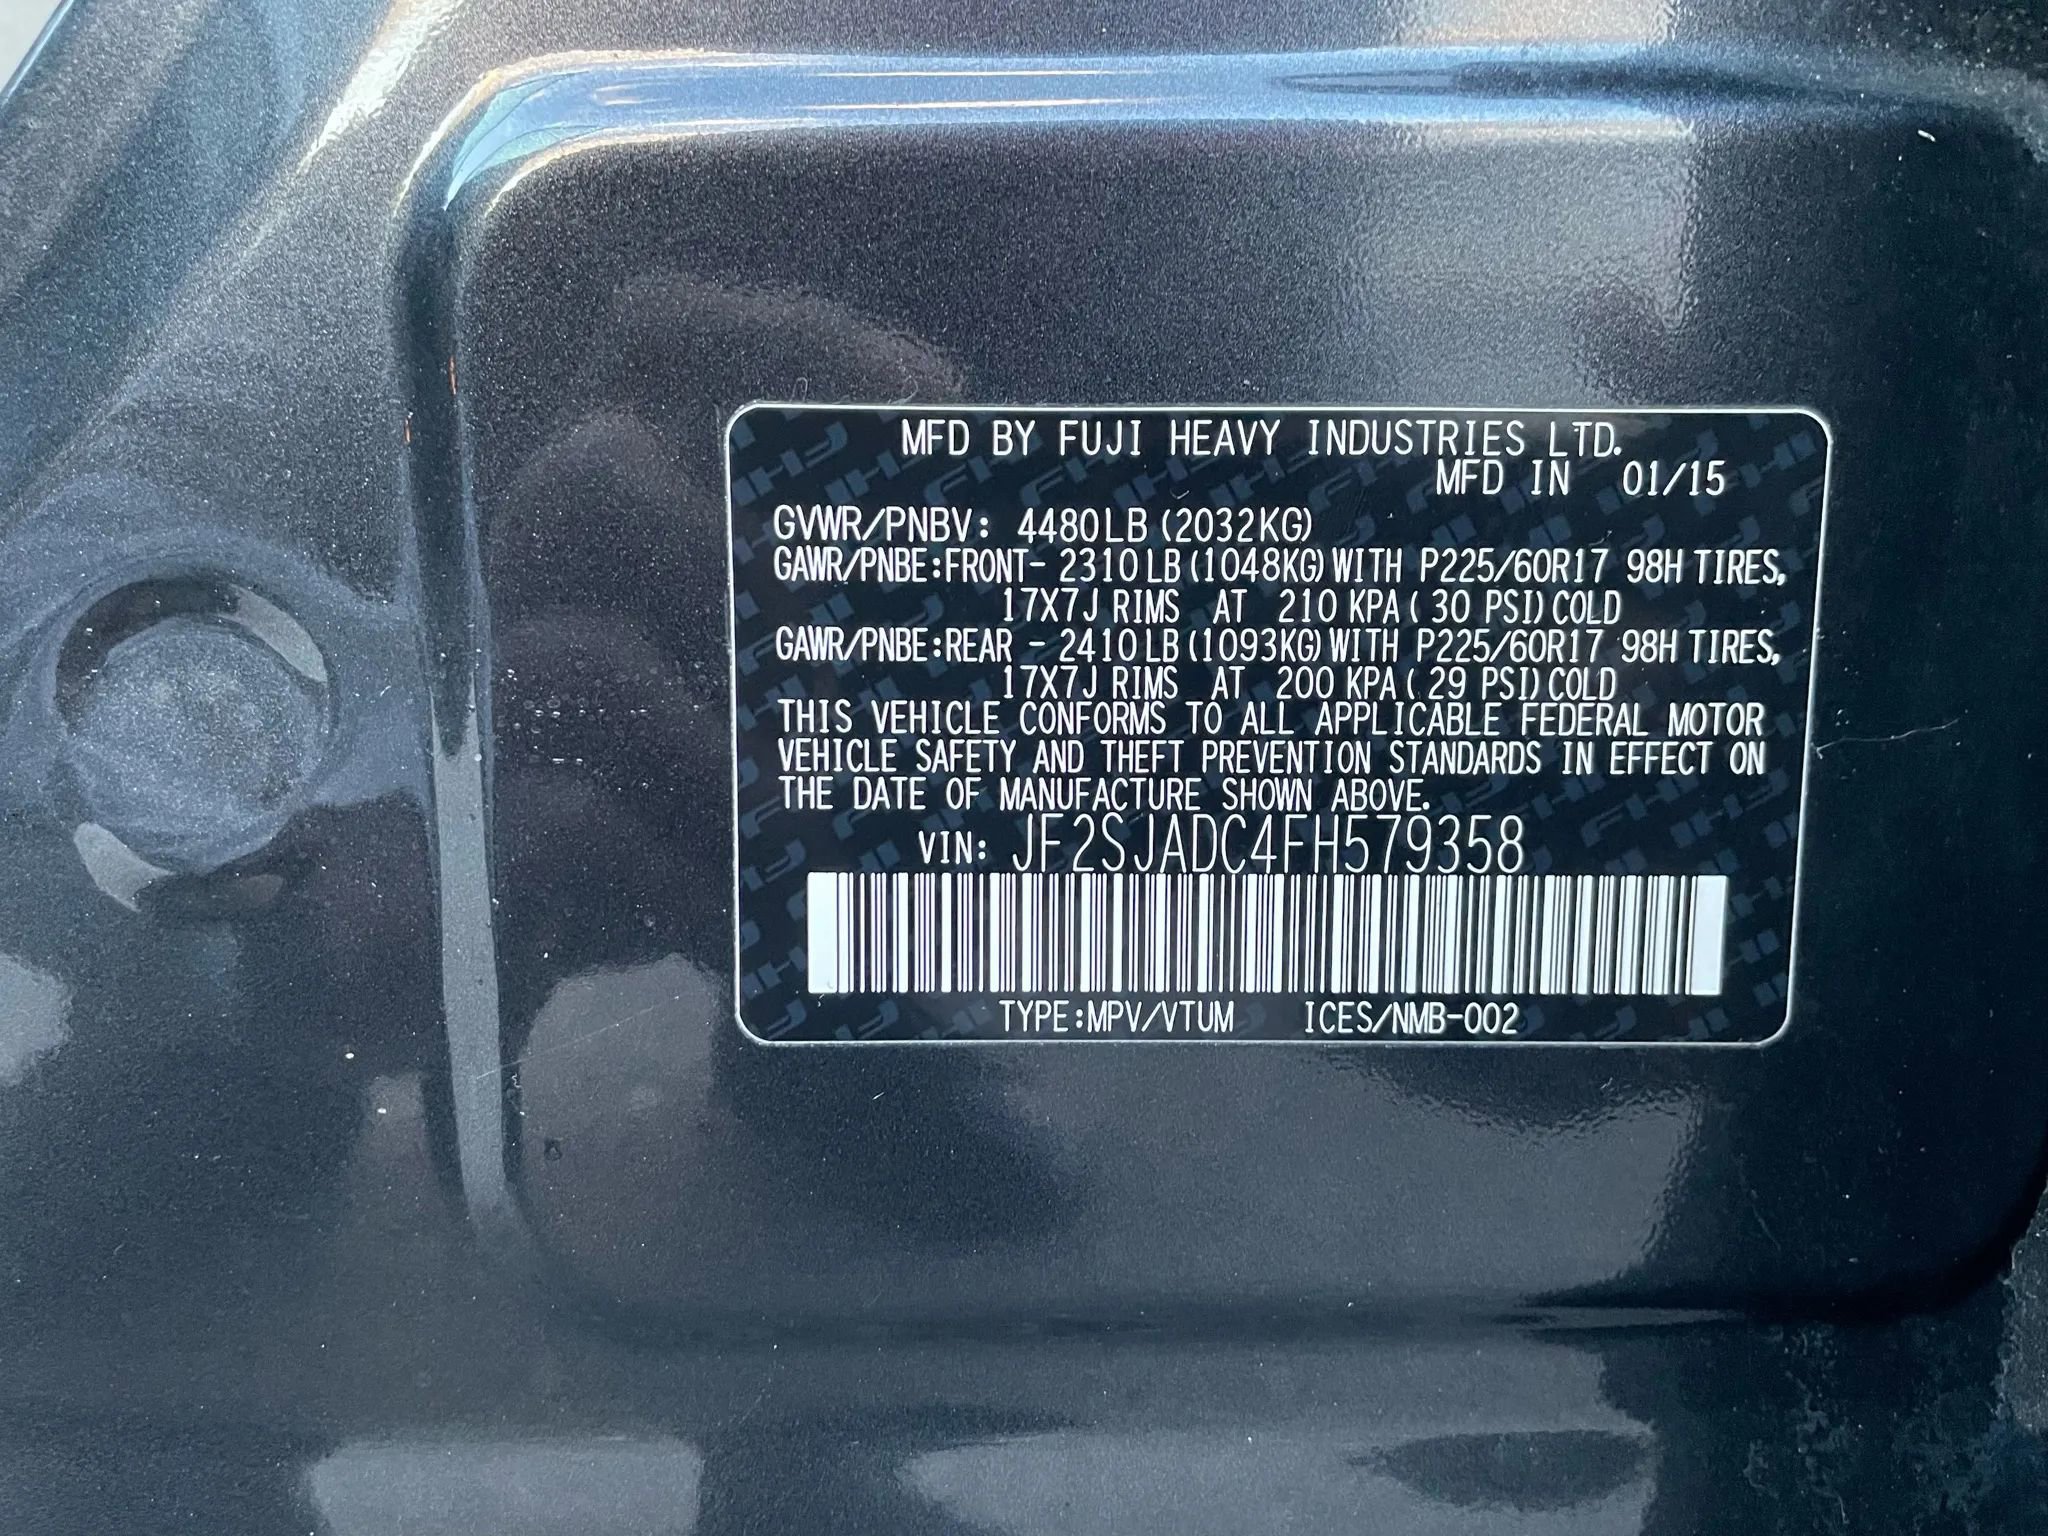 MFD BY FUJI HEAVY INDUSTRIES LTD.
MFD IN 01/15
GVWR/PNBV: 4480LB(2032KG)
GAWR/PNBE:FRONT- 2310LB(1048KG)WITH P225/60R17 98H TIRES,
17X7J RIMS AT 210 KPA( 30 PSI)COLD
GAWR/PNBE:REAR - 2410LB(1093KG)WITH P225/60R17 98H TIRES,
17X7J RIMS AT 200 KPA( 29 PSI)COLD
THIS VEHICLE CONFORMS TO ALL APPLICABLE FEDERAL MOTOR
VEHICLE SAFETY AND THEFT PREVENTION STANDARDS IN EFFECT ON
THE DATE OF MANUFACTURE SHOWN ABOVE.
VIN: JF2SJADC4FH579358
TYPE:MPV/VTUM ICES/NMB-002